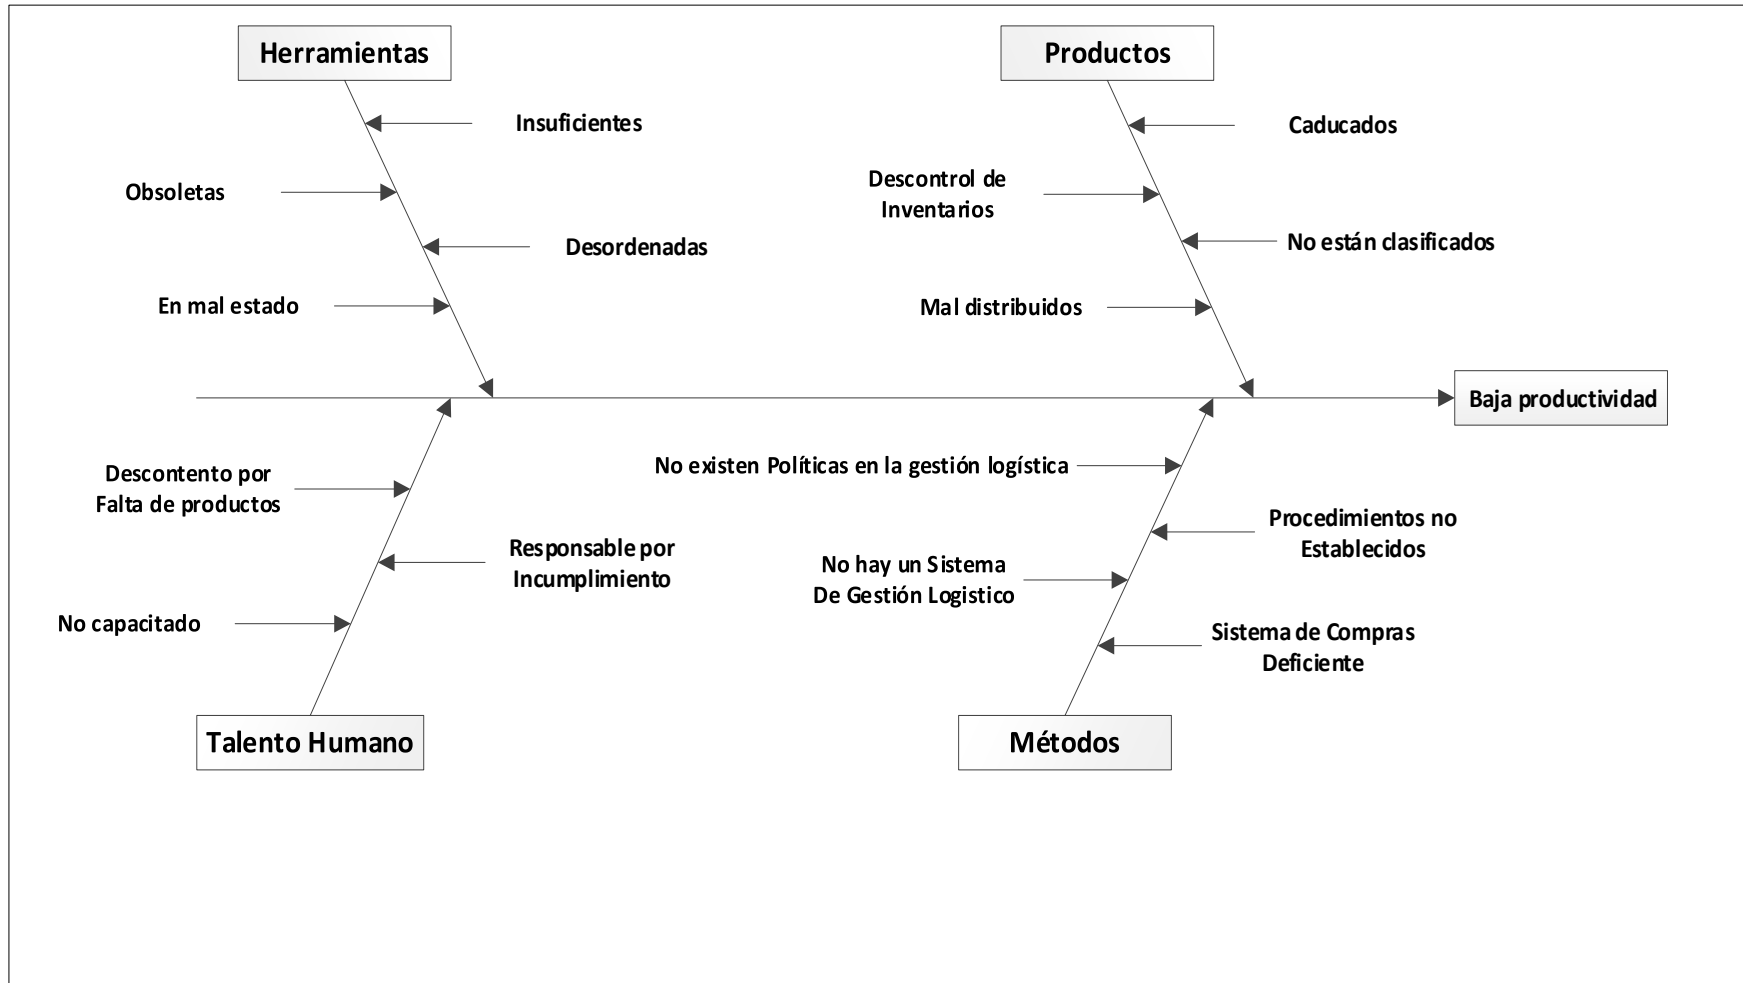 Herramientas
Productos
Insuficientes
Caducados
Obsoletas
Descontrol de
Inventarios
Desordenadas
No están clasificados
En mal estado
Mal distribuidos
Baja productividad
Descontento por
Falta de productos
No existen Políticas en la gestión logística
Procedimientos no
Establecidos
Responsable por
Incumplimiento
No hay un Sistema
De Gestión Logistico
No capacitado
Sistema de Compras
Deficiente
Talento Humano
Métodos